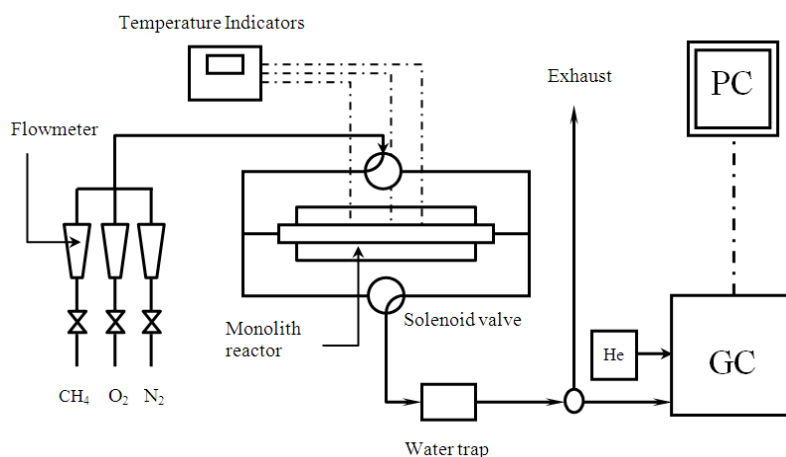 Temperature Indicators
Exhaust
PC
Flowmeter
Solenoid valve
Monolith
reactor
He
GC
CH₄ O₂ N₂
Water trap